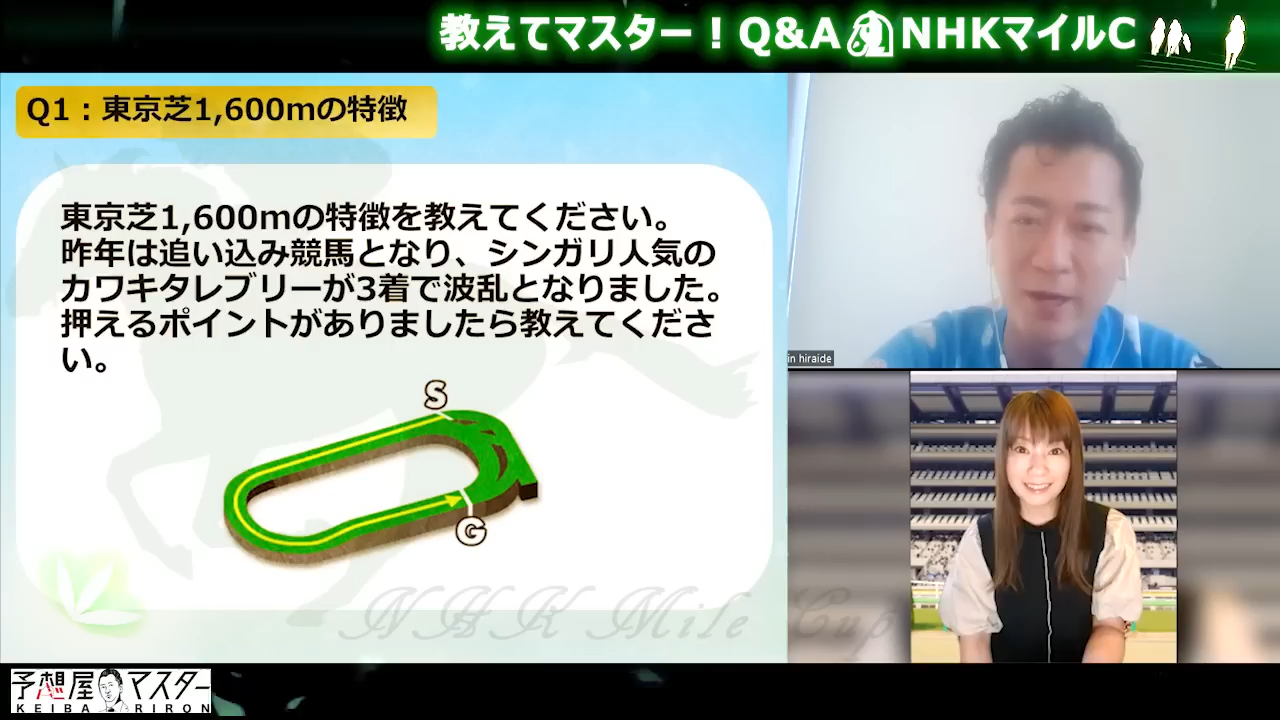 教えてマスター！Q&A NHKマイルC
Q1：東京芝1,600mの特徴
東京芝1,600mの特徴を教えてください。
昨年は追い込み競馬となり、シンガリ人気の
カワキタレブリーが3着で波乱となりました。
押えるポイントがありましたら教えてくださ
い。
S
G
NHK Mile Cup
in hiraide
予想屋マスター
KEIBA RIRON